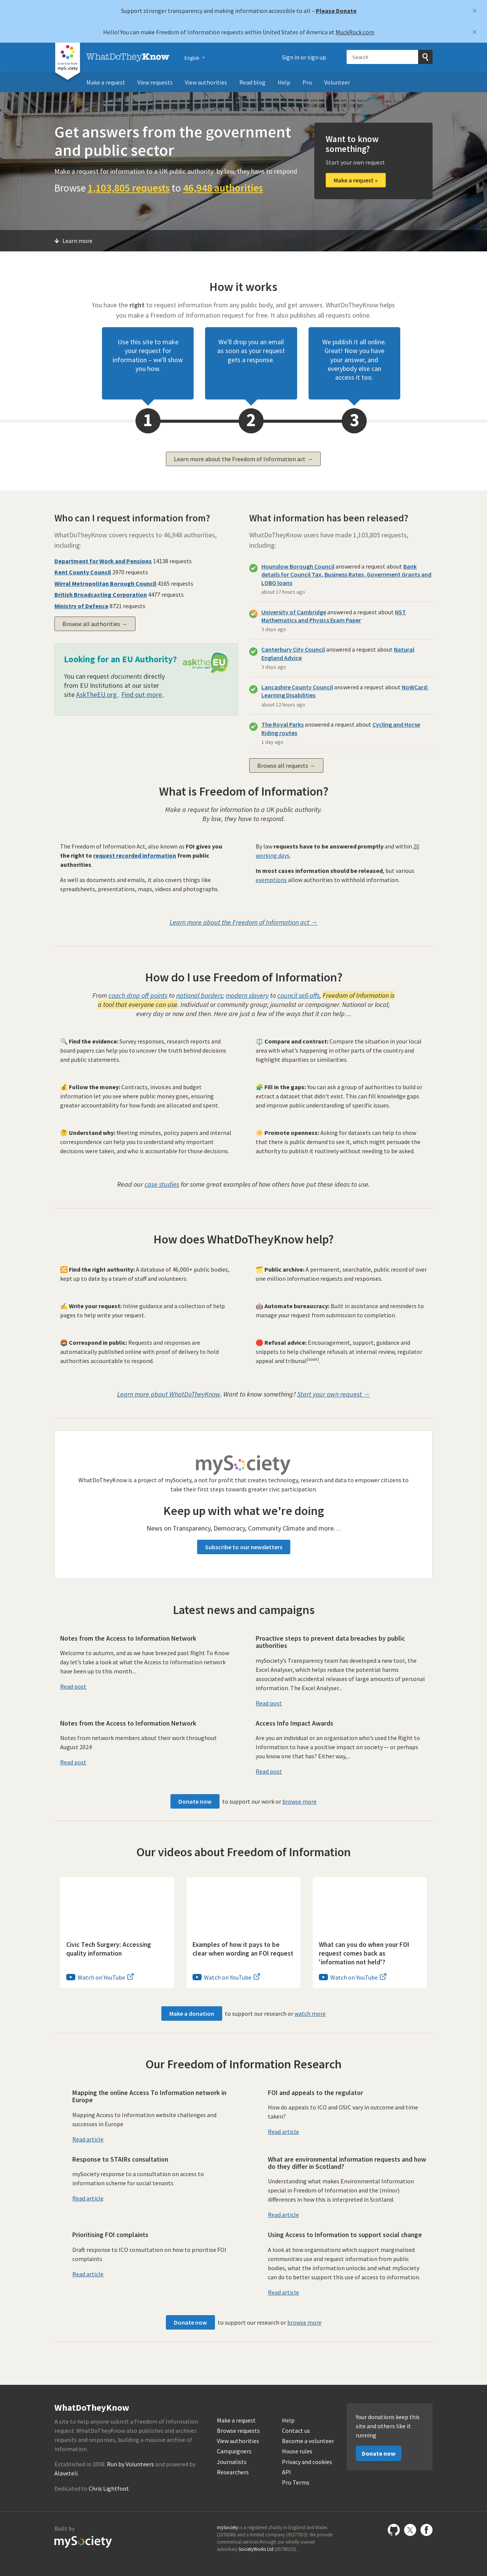 Support stronger transparency and making information accessible to all – Please Donate
×
Hello! You can make Freedom of Information requests within United States of America at MuckRock.com
×
a service from
mySociety
WhatDoTheyKnow
English
Sign in or sign up
Search
Make a request
View requests
View authorities
Read blog
Help
Pro
Volunteer
Get answers from the government
and public sector
Make a request for information to a UK public authority: by law, they have to respond
Browse 1,103,805 requests to 46,948 authorities
Want to know
something?
Start your own request
Make a request »
Learn more
How it works
You have the right to request information from any public body, and get answers. WhatDoTheyKnow helps
you make a Freedom of Information request for free. It also publishes all requests online.
Use this site to make
your request for
information – we'll show
you how.
We'll drop you an email
as soon as your request
gets a response.
We publish it all online.
Great! Now you have
your answer, and
everybody else can
access it too.
1
2
3
Learn more about the Freedom of Information act →
Who can I request information from?
WhatDoTheyKnow covers requests to 46,948 authorities,
including:
Department for Work and Pensions 14138 requests
Kent County Council 2970 requests
Wirral Metropolitan Borough Council 4165 requests
British Broadcasting Corporation 4477 requests
Ministry of Defence 8721 requests
Browse all authorities →
Looking for an EU Authority?
asktheEU
You can request documents directly
from EU Institutions at our sister
site AskTheEU.org . Find out more .
What information has been released?
WhatDoTheyKnow users have made 1,103,805 requests,
including:
Hounslow Borough Council answered a request about Bank
details for Council Tax, Business Rates, Government Grants and
LOBO loans
about 17 hours ago
University of Cambridge answered a request about NST
Mathematics and Physics Exam Paper
3 days ago
Canterbury City Council answered a request about Natural
England Advice
3 days ago
Lancashire County Council answered a request about NoWCard:
Learning Disabilities
about 12 hours ago
The Royal Parks answered a request about Cycling and Horse
Riding routes
1 day ago
Browse all requests →
What is Freedom of Information?
Make a request for information to a UK public authority.
By law, they have to respond.
The Freedom of Information Act, also known as FOI gives you
the right to request recorded information from public
authorities.
As well as documents and emails, it also covers things like
spreadsheets, presentations, maps, videos and photographs.
By law requests have to be answered promptly and within 20
working days.
In most cases information should be released, but various
exemptions allow authorities to withhold information.
Learn more about the Freedom of Information act →
How do I use Freedom of Information?
From coach drop off points to national borders; modern slavery to council sell-offs, Freedom of Information is
a tool that everyone can use. Individual or community group; journalist or campaigner. National or local;
every day or now and then. Here are just a few of the ways that it can help…
🔍 Find the evidence: Survey responses, research reports and
board papers can help you to uncover the truth behind decisions
and public statements.
⚖️ Compare and contrast: Compare the situation in your local
area with what's happening in other parts of the country and
highlight disparities or similarities.
💰 Follow the money: Contracts, invoices and budget
information let you see where public money goes, ensuring
greater accountability for how funds are allocated and spent.
🧩 Fill in the gaps: You can ask a group of authorities to build or
extract a dataset that didn't exist. This can fill knowledge gaps
and improve public understanding of specific issues.
🤔 Understand why: Meeting minutes, policy papers and internal
correspondence can help you to understand why important
decisions were taken, and who is accountable for those decisions.
☀️ Promote openness: Asking for datasets can help to show
that there is public demand to see it, which might persuade the
authority to publish it routinely without needing to be asked.
Read our case studies for some great examples of how others have put these ideas to use.
How does WhatDoTheyKnow help?
🔀 Find the right authority: A database of 46,000+ public bodies,
kept up to date by a team of staff and volunteers.
🗂️ Public archive: A permanent, searchable, public record of over
one million information requests and responses.
✍️ Write your request: Inline guidance and a collection of help
pages to help write your request.
🤖 Automate bureaucracy: Built in assistance and reminders to
manage your request from submission to completion.
📮 Correspond in public: Requests and responses are
automatically published online with proof of delivery to hold
authorities accountable to respond.
🛑 Refusal advice: Encouragement, support, guidance and
snippets to help challenge refusals at internal review, regulator
appeal and tribunal(soon).
Learn more about WhatDoTheyKnow. Want to know something? Start your own request →
mySociety
WhatDoTheyKnow is a project of mySociety, a not for profit that creates technology, research and data to empower citizens to
take their first steps towards greater civic participation.
Keep up with what we're doing
News on Transparency, Democracy, Community Climate and more…
Subscribe to our newsletters
Latest news and campaigns
Notes from the Access to Information Network
Welcome to autumn, and as we have breezed past Right To Know
day let's take a look at what the Access to Information network
have been up to this month....
Read post
Proactive steps to prevent data breaches by public
authorities
mySociety's Transparency team has developed a new tool, the
Excel Analyser, which helps reduce the potential harms
associated with accidental releases of large amounts of personal
information. The Excel Analyser...
Read post
Notes from the Access to Information Network
Notes from network members about their work throughout
August 2024
Read post
Access Info Impact Awards
Are you an individual or an organisation who's used the Right to
Information to have a positive impact on society — or perhaps
you know one that has? Either way,...
Read post
Donate now to support our work or browse more
Our videos about Freedom of Information
Civic Tech Surgery: Accessing
quality information
Watch on YouTube
Examples of how it pays to be
clear when wording an FOI request
Watch on YouTube
What can you do when your FOI
request comes back as
'information not held'?
Watch on YouTube
Make a donation to support our research or watch more
Our Freedom of Information Research
Mapping the online Access To Information network in
Europe
Mapping Access to Information website challenges and
successes in Europe
Read article
FOI and appeals to the regulator
How do appeals to ICO and OSIC vary in outcome and time
taken?
Read article
Response to STAIRs consultation
mySociety response to a consultation on access to
information scheme for social tenants
Read article
What are environmental information requests and how
do they differ in Scotland?
Understanding what makes Environmental Information
special in Freedom of Information and the (minor)
differences in how this is interpreted in Scotland.
Read article
Prioritising FOI complaints
Draft response to ICO consultation on how to prioritise FOI
complaints
Read article
Using Access to Information to support social change
A look at how organisations which support marginalised
communities use and request information from public
bodies, what the information unlocks and what mySociety
can do to better support this use of access to information.
Read article
Donate now to support our research or browse more
WhatDoTheyKnow
A site to help anyone submit a Freedom of Information
request. WhatDoTheyKnow also publishes and archives
requests and responses, building a massive archive of
information.
Established in 2008. Run by Volunteers and powered by
Alaveteli
Dedicated to Chris Lightfoot.
Make a request
Browse requests
View authorities
Campaigners
Journalists
Researchers
Help
Contact us
Become a volunteer
House rules
Privacy and cookies
API
Pro Terms
Your donations keep this
site and others like it
running
Donate now
Built by
mySociety
mySociety is a registered charity in England and Wales
(1076346) and a limited company (03277032). We provide
commercial services through our wholly owned
subsidiary SocietyWorks Ltd (05798215).